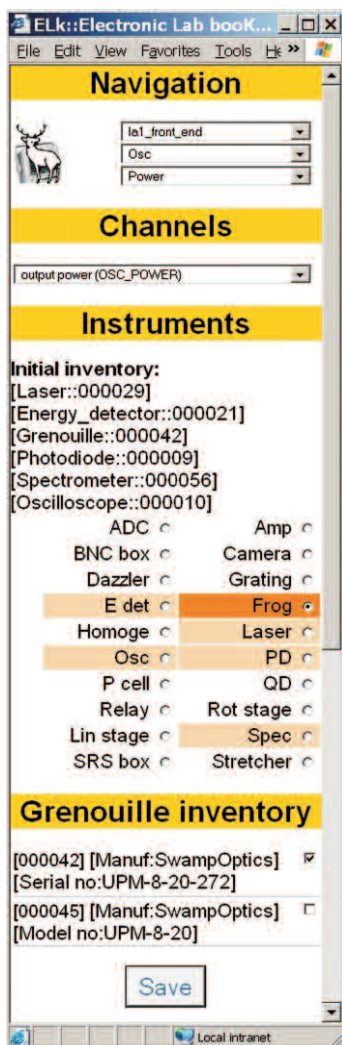 ELk::Electronic Lab booK...
File Edit View Favorites Tools He »
Navigation
la1_front_end
Osc
Power
Channels
output power (OSC_POWER)
Instruments
Initial inventory:
[Laser::000029]
[Energy_detector::000021]
[Grenouille::000042]
[Photodiode::000009]
[Spectrometer::000056]
[Oscilloscope::000010]
ADC Amp
BNC box Camera
Dazzler Grating
E det Frog
Homoge Laser
Osc PD
P cell QD
Relay Rot stage
Lin stage Spec
SRS box Stretcher
Grenouille inventory
[000042] [Manuf:SwampOptics]
[Serial no:UPM-8-20-272]
[000045] [Manuf:SwampOptics]
[Model no:UPM-8-20]
Save
Local intranet